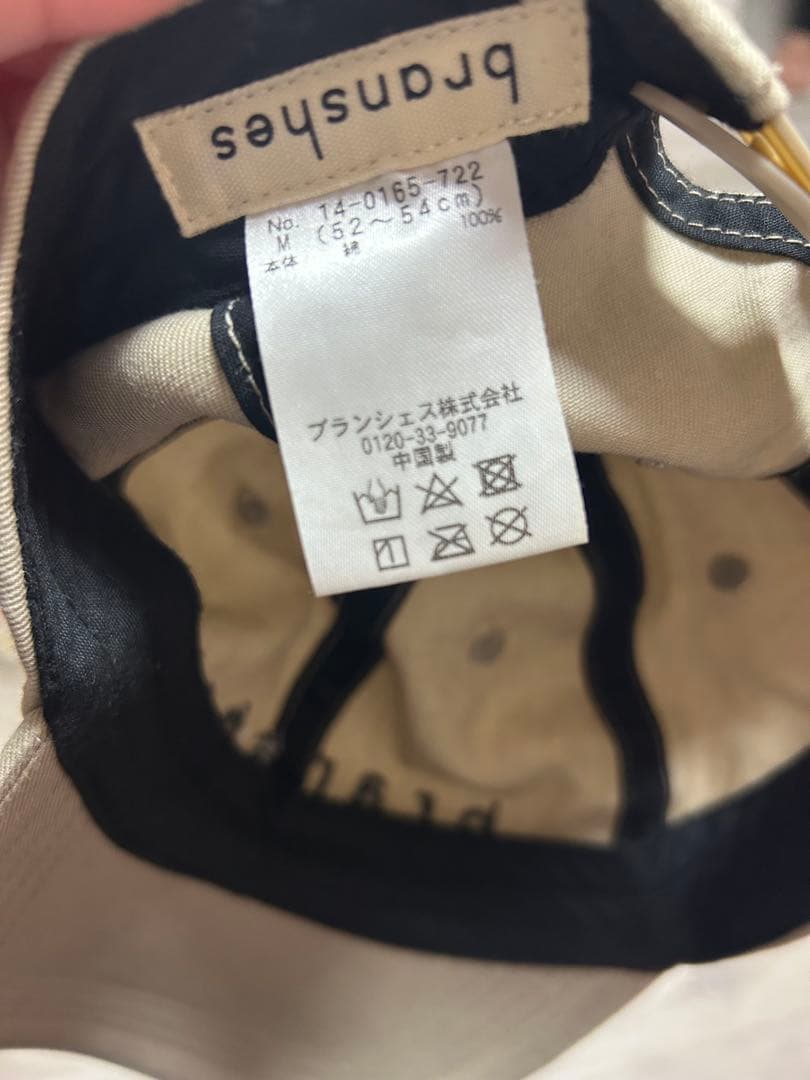 branshes
No. 14-0165-722
M (52～54cm)
本体 綿 100%
ブランシェス株式会社
0120-33-9077
中国製